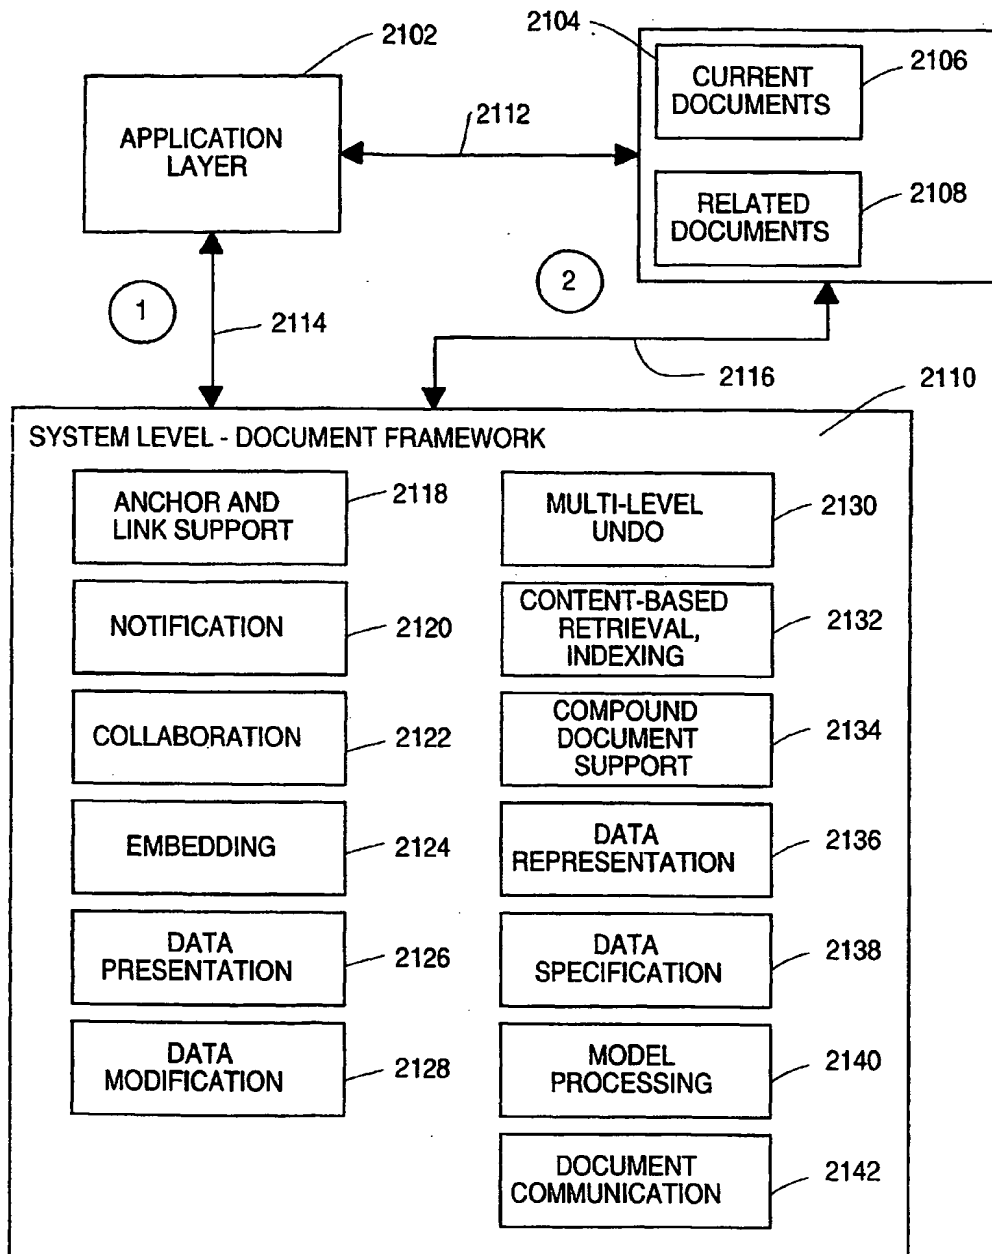 2102
APPLICATION
LAYER
2112
2104
CURRENT
DOCUMENTS
2106
RELATED
DOCUMENTS
2108
1
2114
2
2116
2110
SYSTEM LEVEL - DOCUMENT FRAMEWORK
ANCHOR AND
LINK SUPPORT
2118
NOTIFICATION
2120
COLLABORATION
2122
EMBEDDING
2124
DATA
PRESENTATION
2126
DATA
MODIFICATION
2128
MULTI-LEVEL
UNDO
2130
CONTENT-BASED
RETRIEVAL,
INDEXING
2132
COMPOUND
DOCUMENT
SUPPORT
2134
DATA
REPRESENTATION
2136
DATA
SPECIFICATION
2138
MODEL
PROCESSING
2140
DOCUMENT
COMMUNICATION
2142